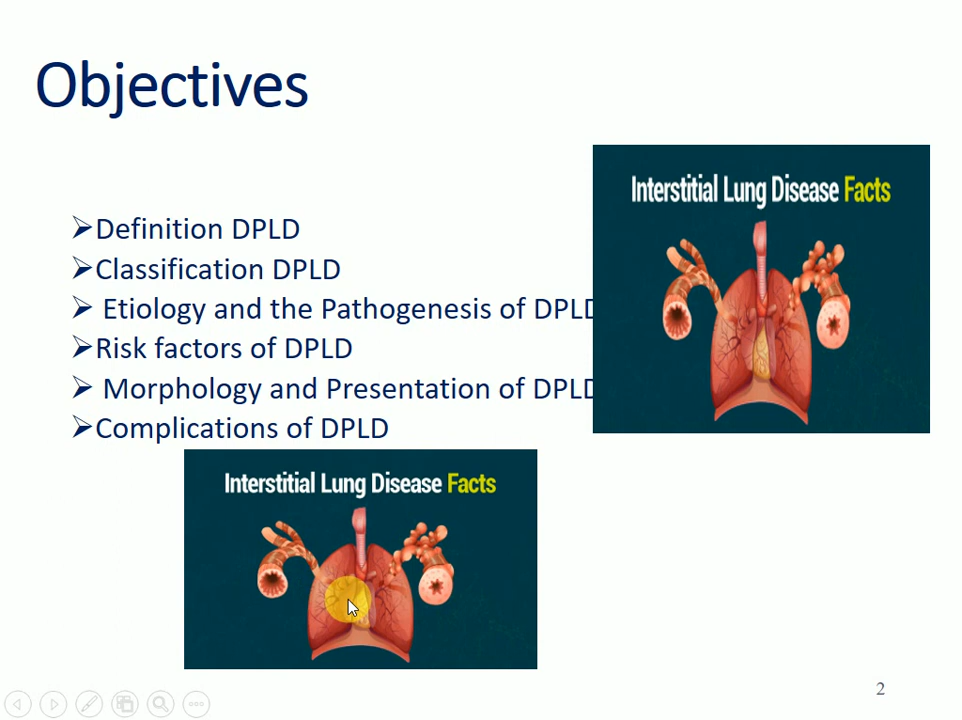 Objectives
Interstitial Lung Disease Facts
➢Definition DPLD
➢Classification DPLD
➢ Etiology and the Pathogenesis of DPLD
➢Risk factors of DPLD
➢ Morphology and Presentation of DPLD
➢Complications of DPLD
Interstitial Lung Disease Facts
2